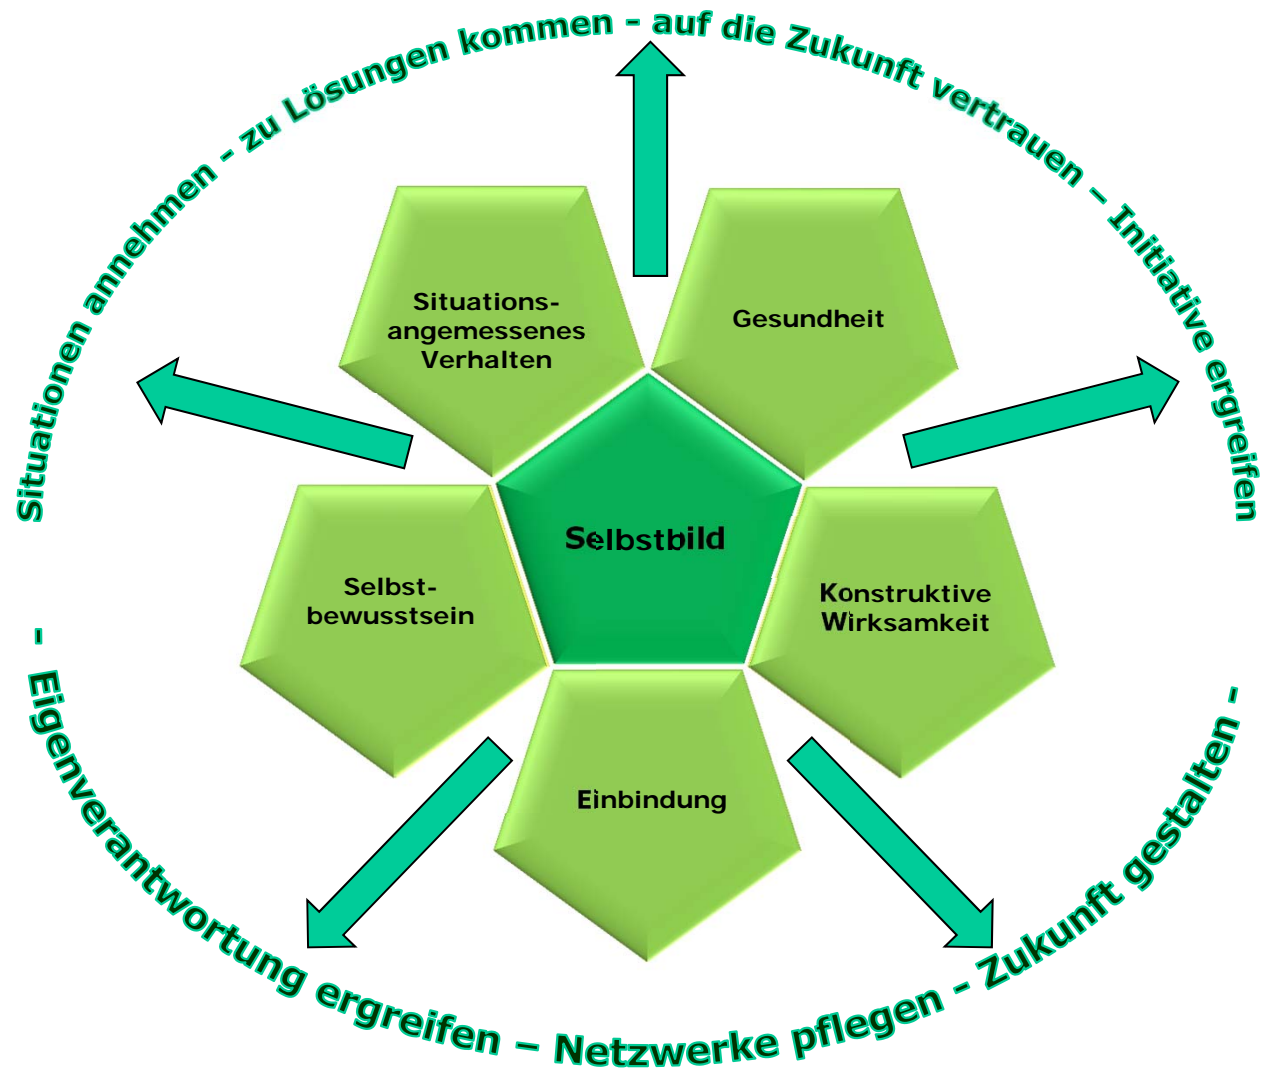 Situationen annehmen - zu Lösungen kommen - auf die Zukunft vertrauen – Initiative ergreifen
Situations-
angemessenes
Verhalten
Gesundheit
Selbstbild
Selbst-
bewusstsein
Konstruktive
Wirksamkeit
Einbindung
– Eigenverantwortung ergreifen – Netzwerke pflegen - Zukunft gestalten -